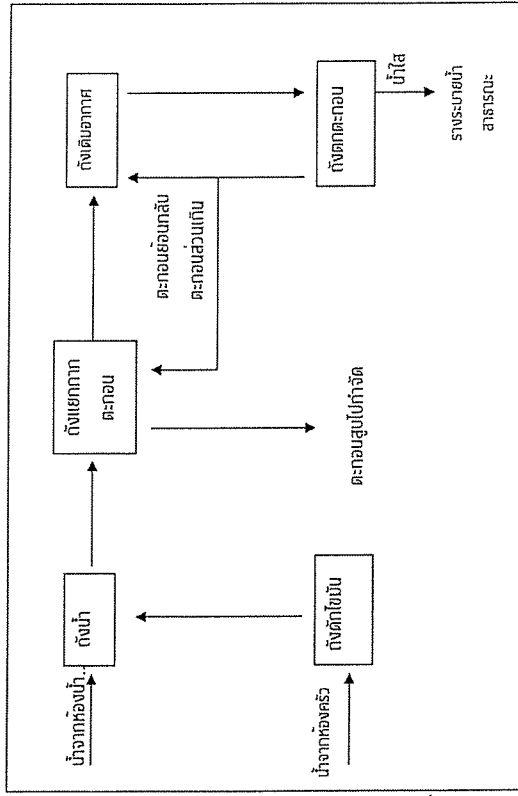 น้ำจากห้องน้ำ..
ถังน้ำ
ถังแยกกาก
ตะกอน
ถังเติมอากาศ
ตะกอนย้อนกลับ
ตะกอนส่วนเกิน
น้ำจากห้องครัว
ถังดักไขมัน
ตะกอนสูบไปกำจัด
ถังตกตะกอน
น้ำใส
รางระบายน้ำ
สาธารณะ